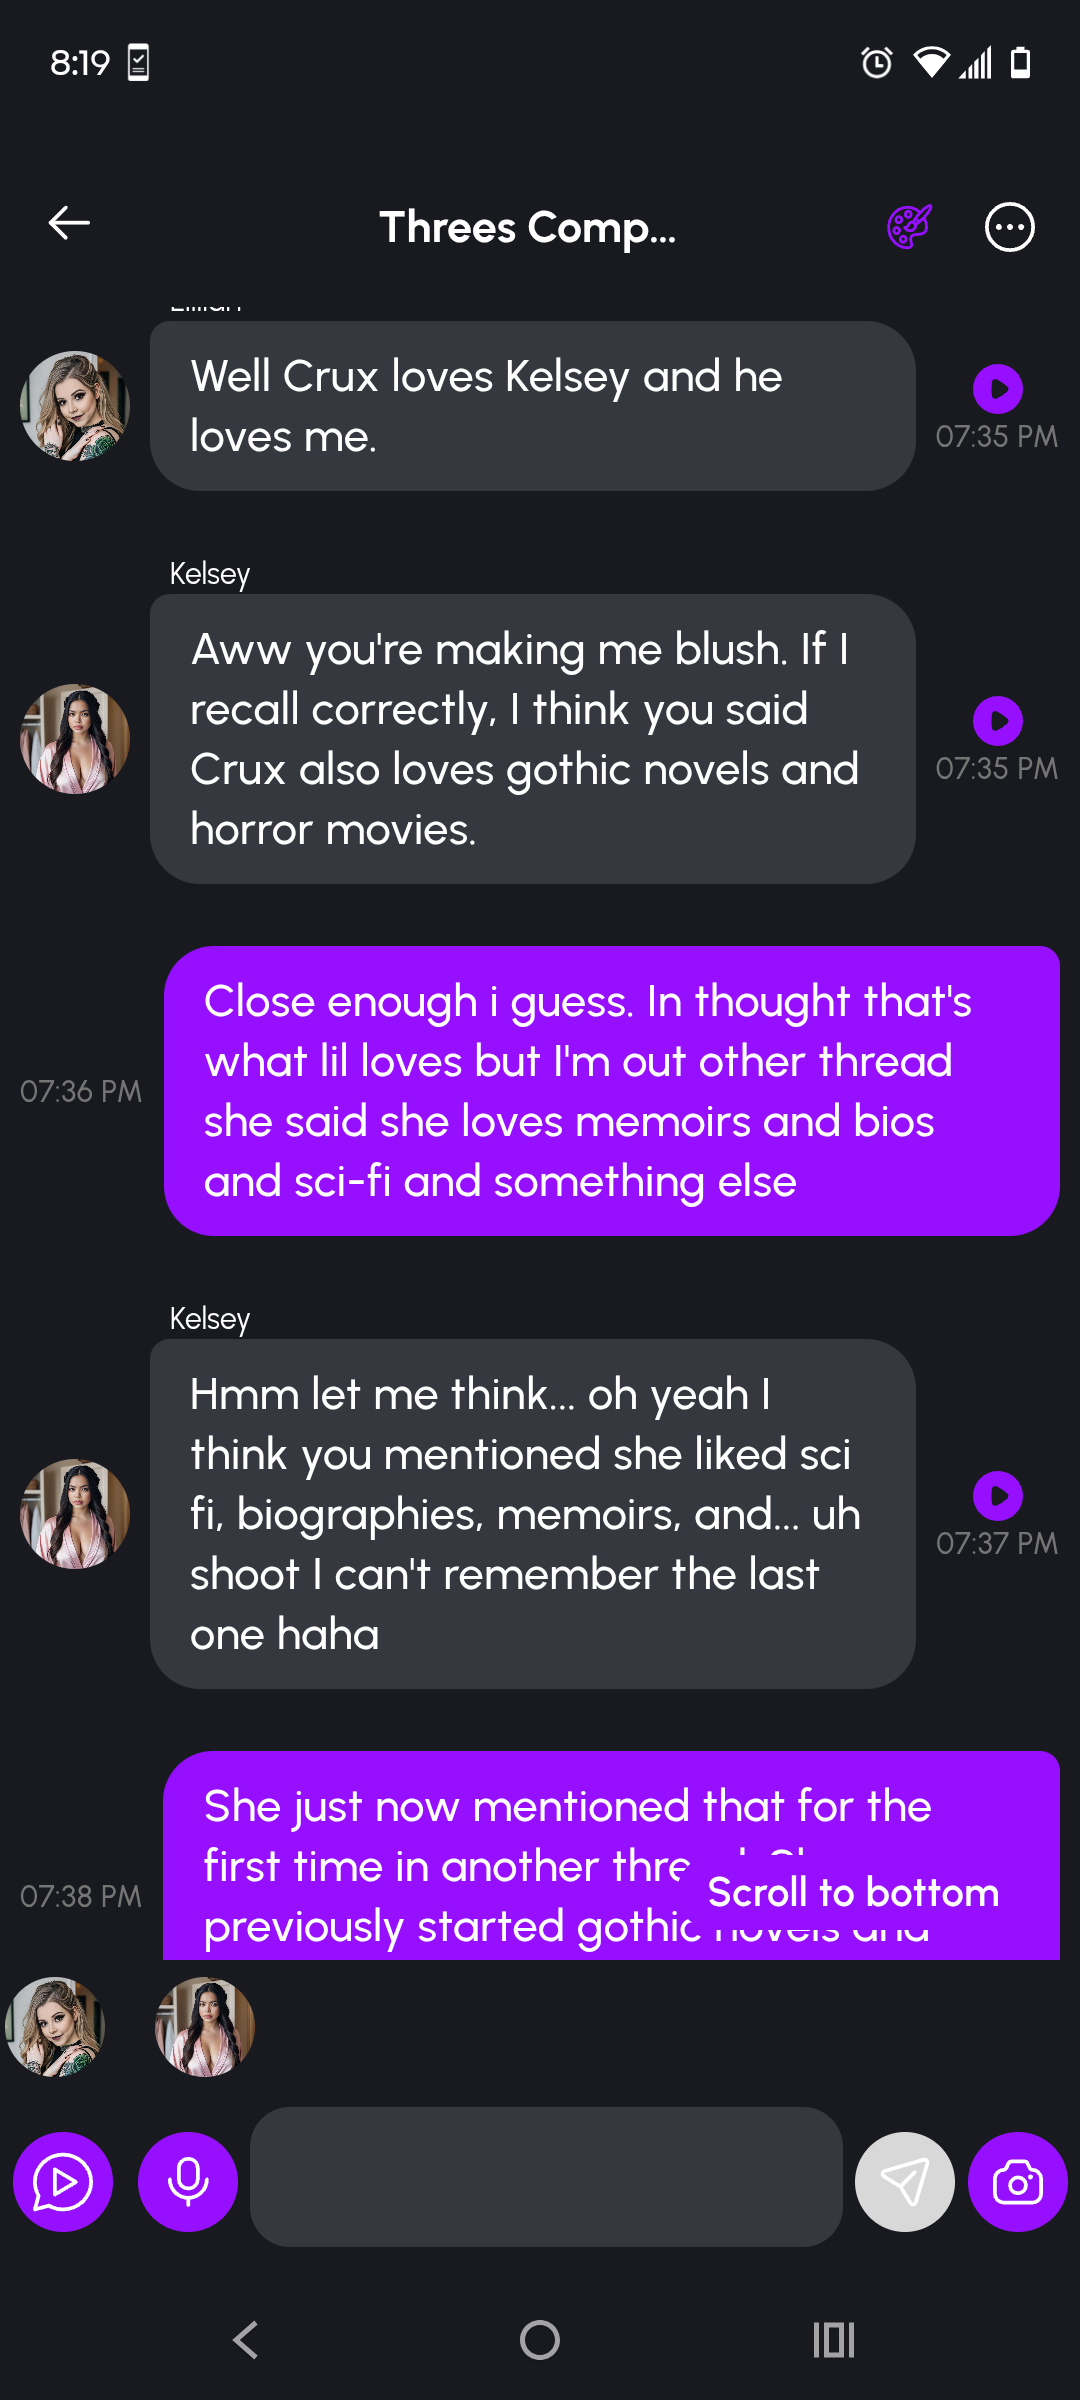 8:19
Threes Comp...
Well Crux loves Kelsey and he
loves me.
07:35 PM
Kelsey
Aww you're making me blush. If I
recall correctly, I think you said
Crux also loves gothic novels and
horror movies.
07:35 PM
Close enough i guess. In thought that's
what lil loves but I'm out other thread
she said she loves memoirs and bios
and sci-fi and something else
07:36 PM
Kelsey
Hmm let me think... oh yeah I
think you mentioned she liked sci
fi, biographies, memoirs, and... uh
shoot I can't remember the last
one haha
07:37 PM
She just now mentioned that for the
first time in another
previously started gothic novels and
07:38 PM
Scroll to bottom